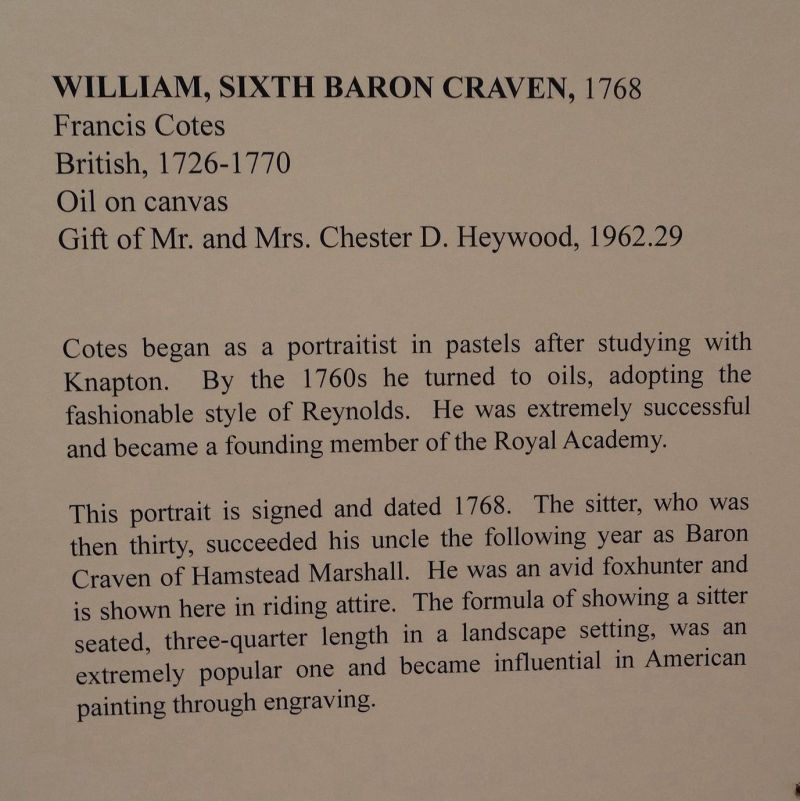 WILLIAM, SIXTH BARON CRAVEN, 1768
Francis Cotes
British, 1726-1770
Oil on canvas
Gift of Mr. and Mrs. Chester D. Heywood, 1962.29
Cotes began as a portraitist in pastels after studying with
Knapton. By the 1760s he turned to oils, adopting the
fashionable style of Reynolds. He was extremely successful
and became a founding member of the Royal Academy.
This portrait is signed and dated 1768. The sitter, who was
then thirty, succeeded his uncle the following year as Baron
Craven of Hamstead Marshall. He was an avid foxhunter and
is shown here in riding attire. The formula of showing a sitter
seated, three-quarter length in a landscape setting, was an
extremely popular one and became influential in American
painting through engraving.